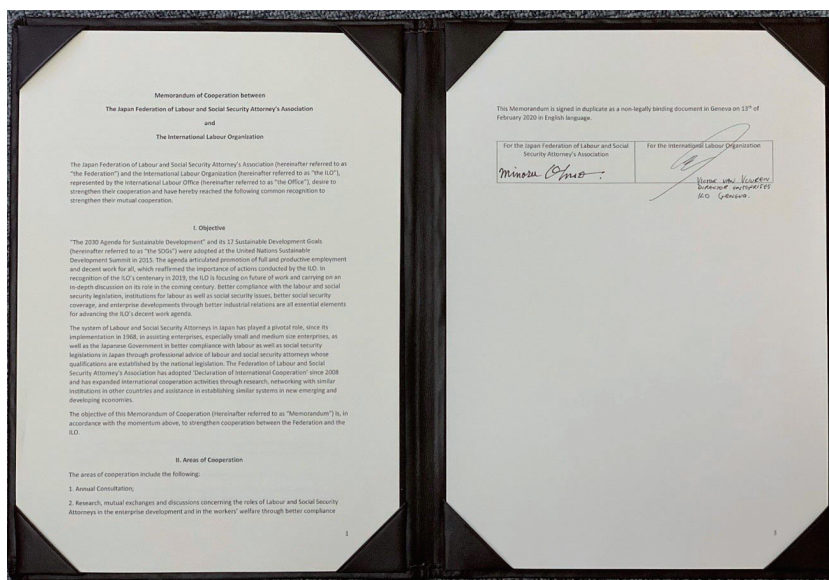 Memorandum of Cooperation between
The Japan Federation of Labour and Social Security Attorney's Association
and
The International Labour Organization
The Japan Federation of Labour and Social Security Attorney's Association (hereinafter referred to as
"the Federation") and the International Labour Organization (hereinafter referred to as "the ILO"),
represented by the International Labour Office (hereinafter referred to as "the Office"), desire to
strengthen their cooperation and have hereby reached the following common recognition to
strengthen their mutual cooperation.
I. Objective
"The 2030 Agenda for Sustainable Development" and its 17 Sustainable Development Goals
(hereinafter referred to as "the SDGs") were adopted at the United Nations Sustainable
Development Summit in 2015. The agenda articulated promotion of full and productive employment
and decent work for all, which reaffirmed the importance of actions conducted by the ILO. In
recognition of the ILO's centenary in 2019, the ILO is focusing on future of work and carrying on an
in-depth discussion on its role in the coming century. Better compliance with the labour and social
security legislation, institutions for labour as well as social security issues, better social security
coverage, and enterprise developments through better industrial relations are all essential elements
for advancing the ILO's decent work agenda.
The system of Labour and Social Security Attorneys in Japan has played a pivotal role, since its
implementation in 1968, in assisting enterprises, especially small and medium size enterprises, as
well as the Japanese Government in better compliance with labour as well as social security
legislations in Japan through professional advice of labour and social security attorneys whose
qualifications are established by the national legislation. The Federation of Labour and Social
Security Attorney's Association has adopted 'Declaration of International Cooperation' since 2008
and has expanded international cooperation activities through research, networking with similar
institutions in other countries and assistance in establishing similar systems in new emerging and
developing economies.
The objective of this Memorandum of Cooperation (Hereinafter referred to as "Memorandum") is, in
accordance with the momentum above, to strengthen cooperation between the Federation and the
ILO.
II. Areas of Cooperation
The areas of cooperation include the following:
1. Annual Consultation;
2. Research, mutual exchanges and discussions concerning the roles of Labour and Social Security
Attorneys in the enterprise development and in the workers' welfare through better compliance
1
This Memorandum is signed in duplicate as a non-legally binding document in Geneva on 13th of
February 2020 in English language.
For the Japan Federation of Labour and Social
Security Attorney's Association
Minoru Ohno
For the International Labour Organization
VICTOR VAN VUUREN
DIRECTOR ENTERPRISES
ILO GENEVA.